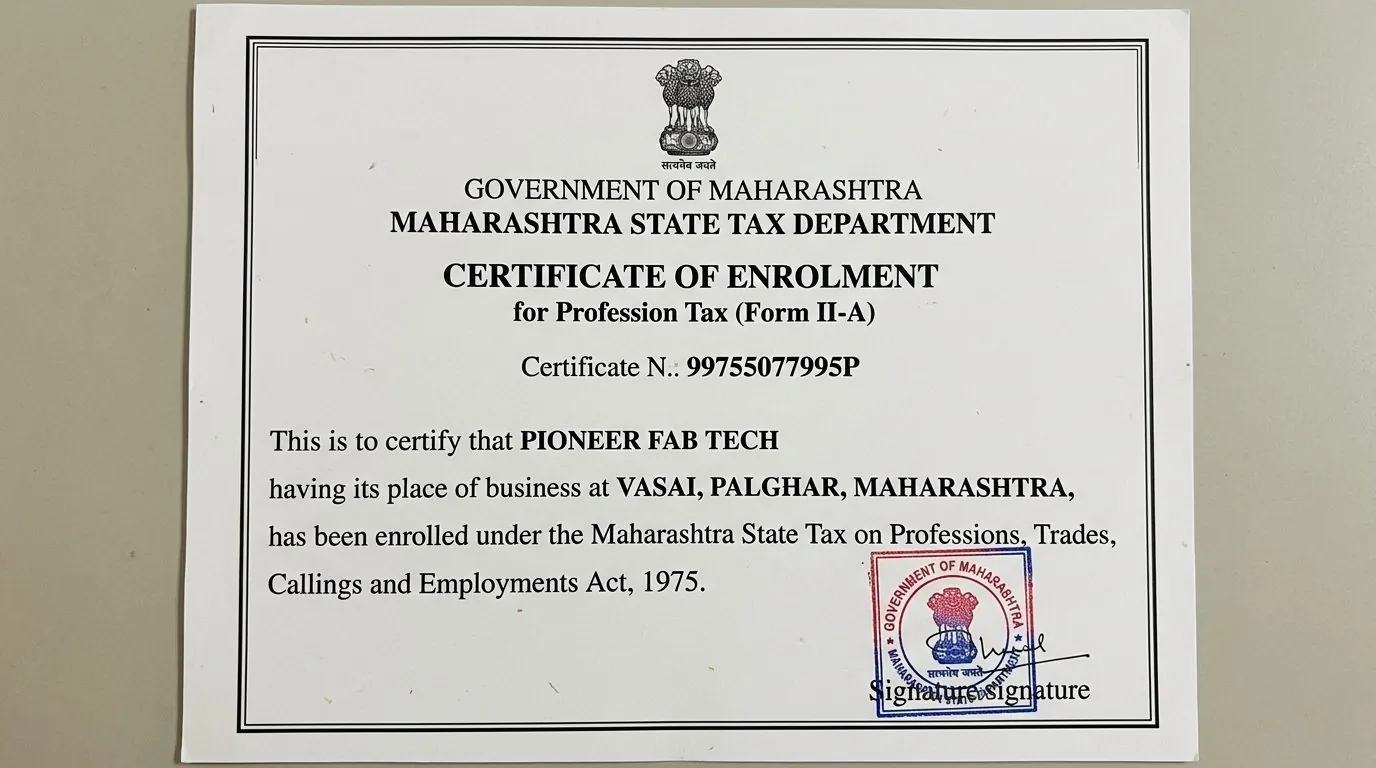 सत्यमेव जयते
GOVERNMENT OF MAHARASHTRA
MAHARASHTRA STATE TAX DEPARTMENT
CERTIFICATE OF ENROLMENT
for Profession Tax (Form II-A)
Certificate N.: 99755077995P
This is to certify that PIONEER FAB TECH
having its place of business at VASAI, PALGHAR, MAHARASHTRA,
has been enrolled under the Maharashtra State Tax on Professions, Trades,
Callings and Employments Act, 1975.
GOVERNMENT OF MAHARASHTRA
Signature signature